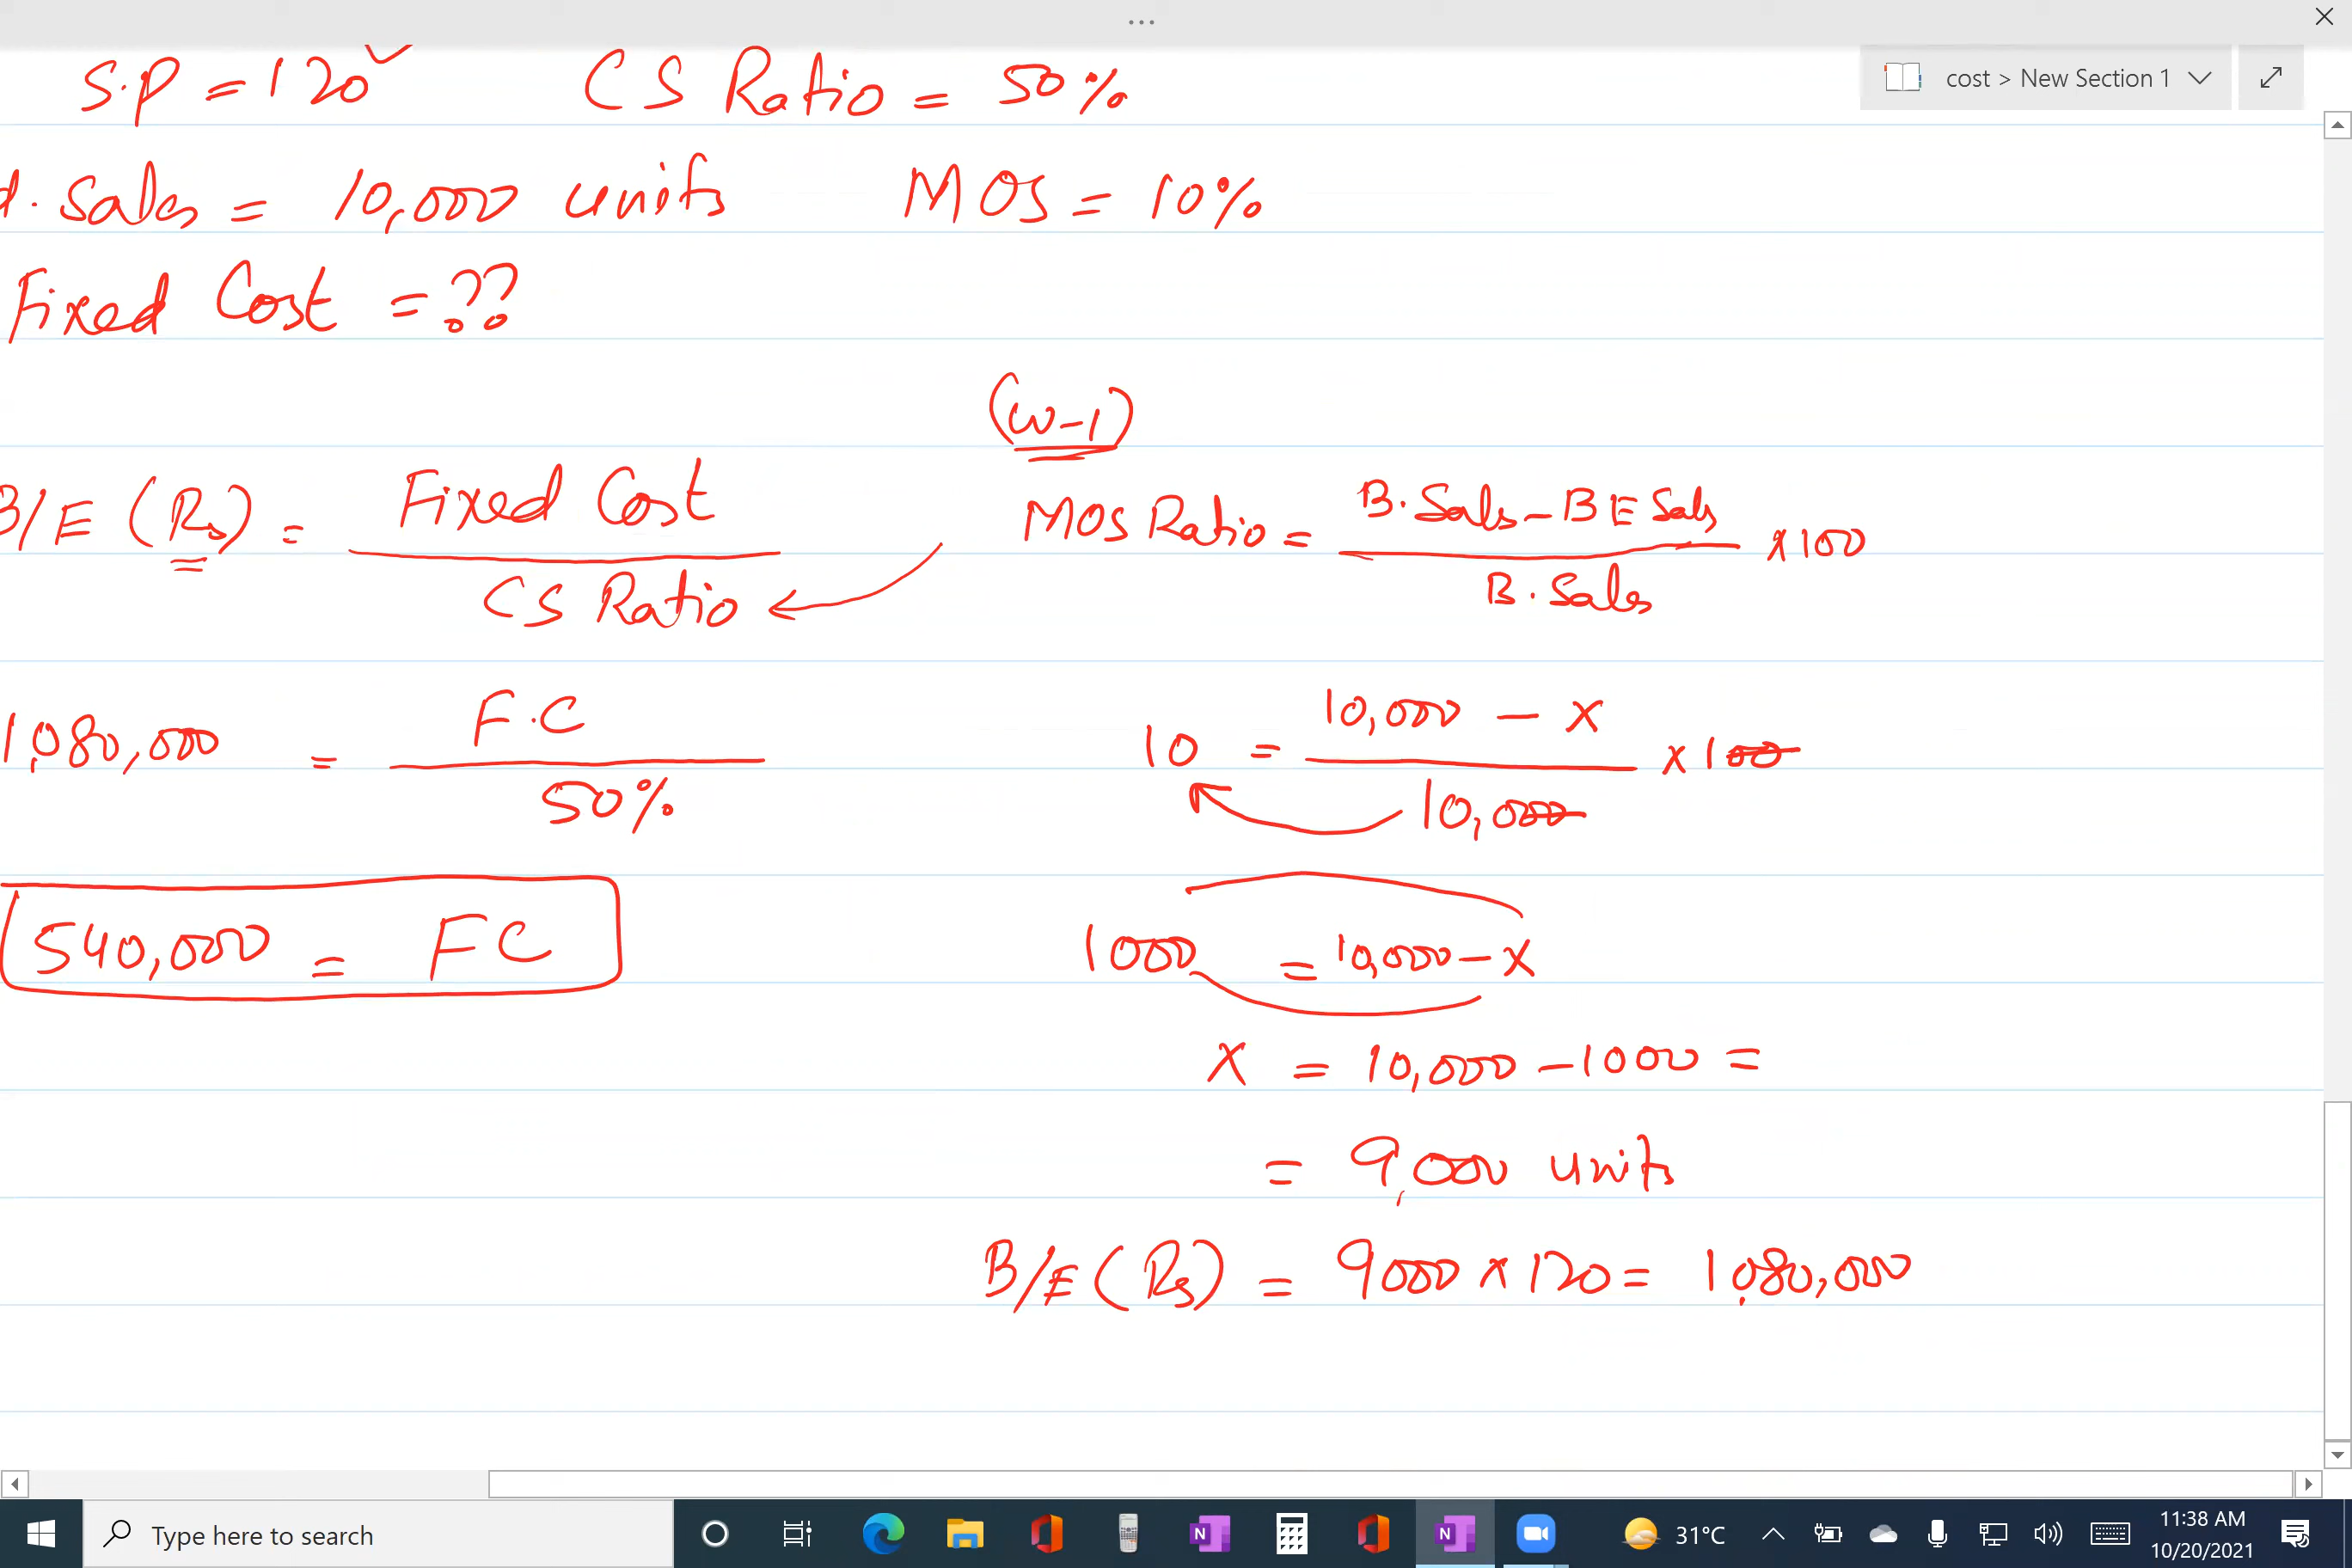 ...
cost > New Section 1
S.P = 120 CS Ratio = 50%
. Sales = 10,000 units MOS = 10%
Fixed Cost = ??
(W-1)
B/E (Rs) = Fixed Cost
CS Ratio
MOS Ratio = B. Sales - BE Sales x100
B. Sales
1,080,000 = F.C
50%
10 = 10,000 - x x100
10,000
540,000 = FC
1000 = 10,000 - x
x = 10,000 - 1000 =
= 9,000 units
B/E (Rs) = 9000 x 120 = 1,080,000
Type here to search
31°C
11:38 AM
10/20/2021